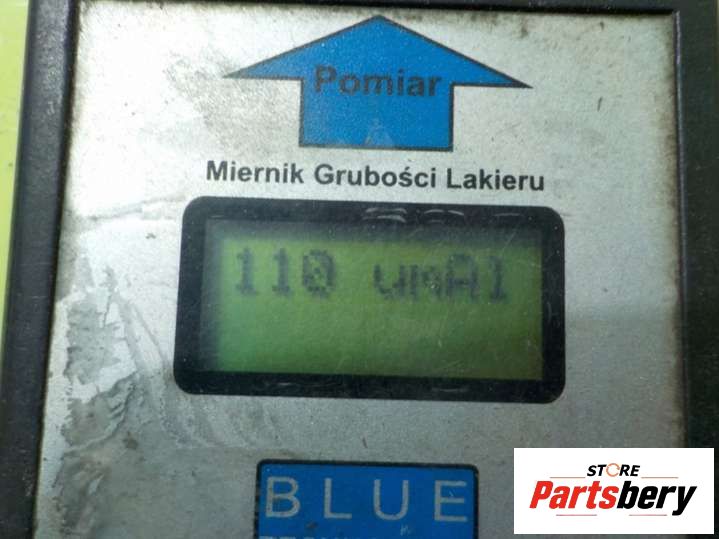 Pomiar
Miernik Grubości Lakieru
110 umAl
BLUE
STORE
Partsbery